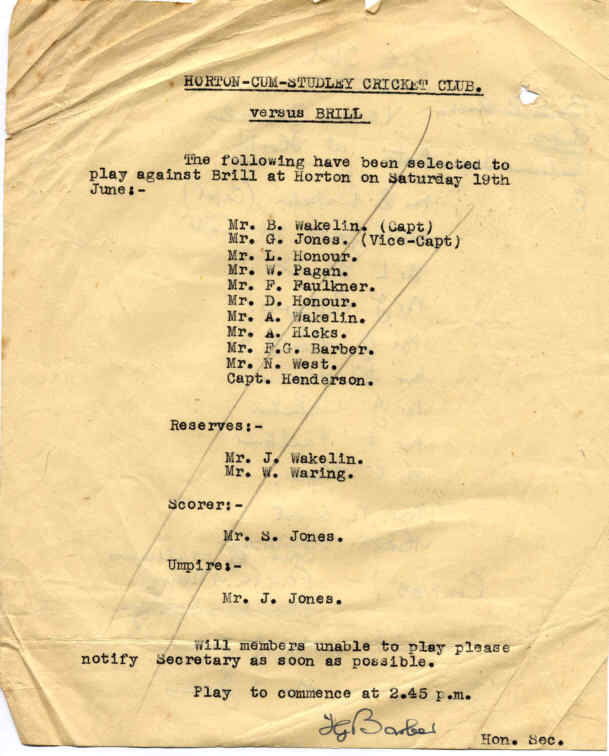 HORTON-CUM-STUDLEY CRICKET CLUB.
versus BRILL
The following have been selected to
play against Brill at Horton on Saturday 19th
June:-
Mr. B. Wakelin. (Capt)
Mr. G. Jones. (Vice-Capt)
Mr. L. Honour.
Mr. W. Pagan.
Mr. F. Faulkner.
Mr. D. Honour.
Mr. A. Wakelin.
Mr. A. Hicks.
Mr. F.G. Barber.
Mr. N. West.
Capt. Henderson.
Reserves:-
Mr. J. Wakelin.
Mr. W. Waring.
Scorer:-
Mr. S. Jones.
Umpire:-
Mr. J. Jones.
Will members unable to play please
notify Secretary as soon as possible.
Play to commence at 2.45 p.m.
FG Barber
Hon. Sec.